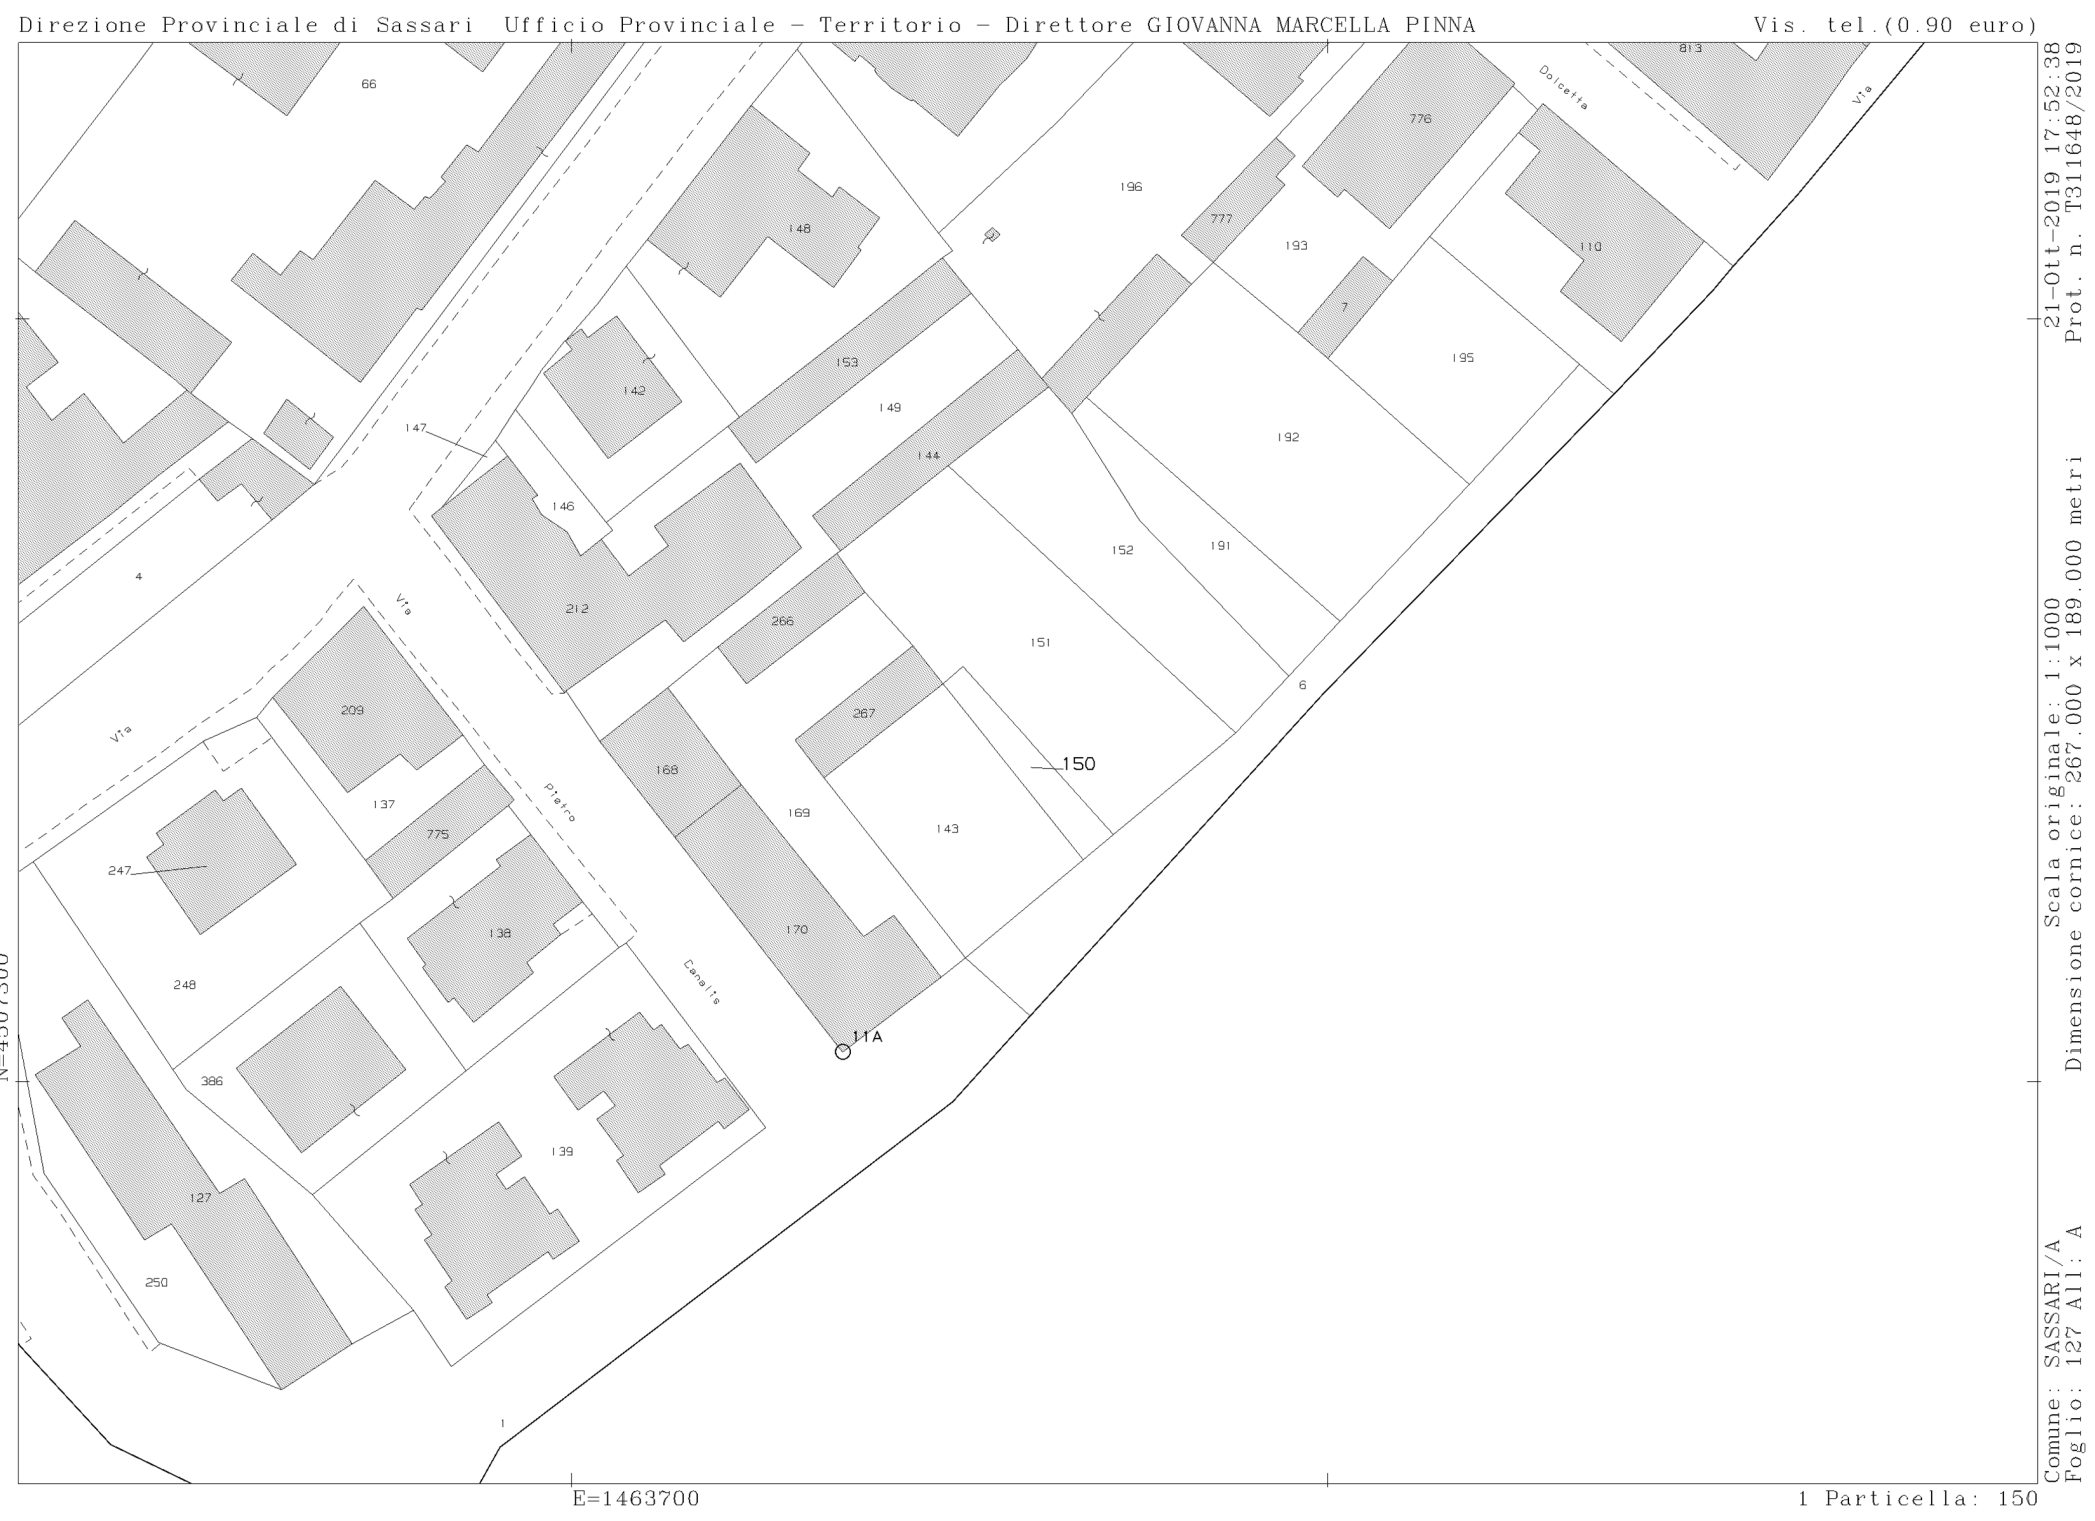 Direzione Provinciale di Sassari Ufficio Provinciale - Territorio - Direttore GIOVANNA MARCELLA PINNA
Vis. tel.(0.90 euro)
21-Ott-2019 17:52:38
Prot. n. T311648/2019
Scala originale: 1:1000
Dimensione cornice: 267.000 x 189.000 metri
Comune: SASSARI/A
Foglio: 127 All: A
813
66
Dolcetta
Via
776
196
148
777
193
110
7
153
195
142
149
147
192
144
146
152
191
4
Via
212
266
151
6
209
267
Via
168
150
Pietro
137
169
143
775
247
170
138
Canalis
248
11A
386
139
127
250
1
E=1463700
1 Particella: 150